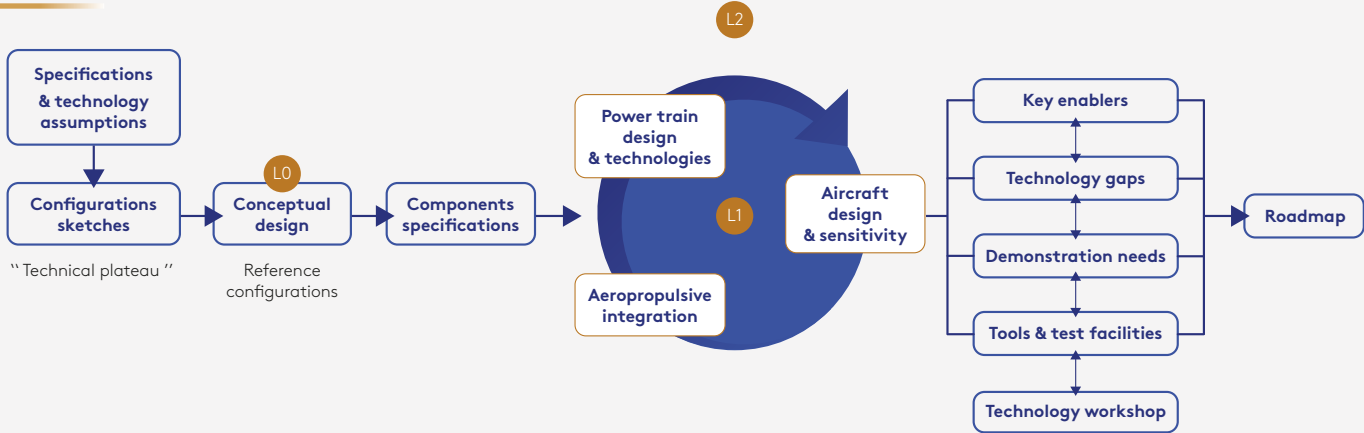 Specifications
& technology
assumptions
Configurations
sketches
‘‘ Technical plateau ’’
L0
Conceptual
design
Reference
configurations
Components
specifications
L2
Power train
design
& technologies
L1
Aeropropulsive
integration
Aircraft
design
& sensitivity
Key enablers
Technology gaps
Demonstration needs
Tools & test facilities
Technology workshop
Roadmap